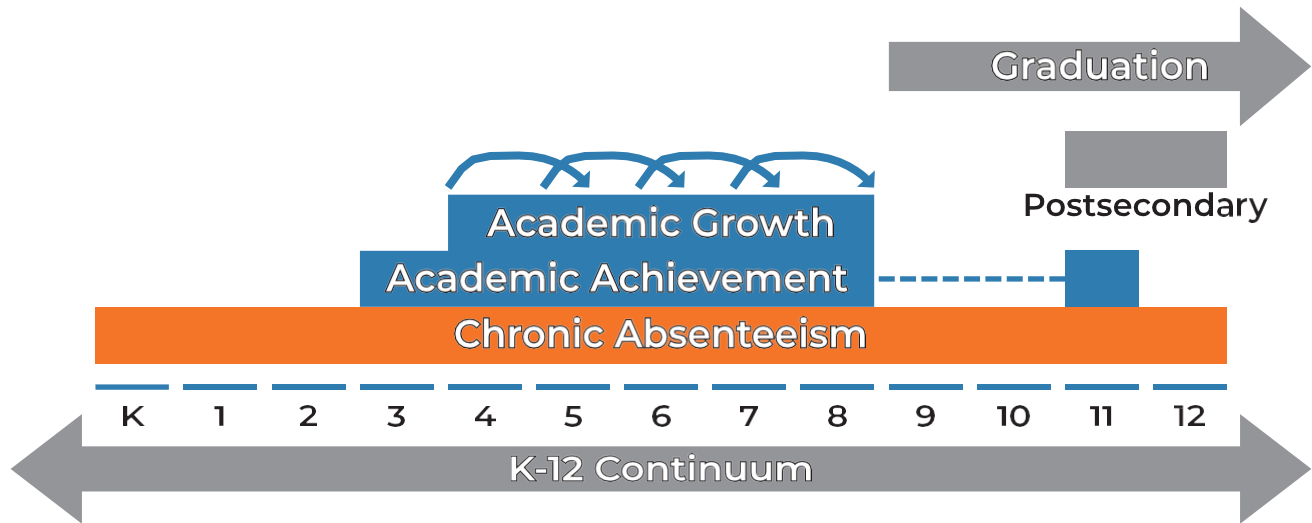 Graduation
Postsecondary
Academic Growth
Academic Achievement
Chronic Absenteeism
K 1 2 3 4 5 6 7 8 9 10 11 12
K-12 Continuum